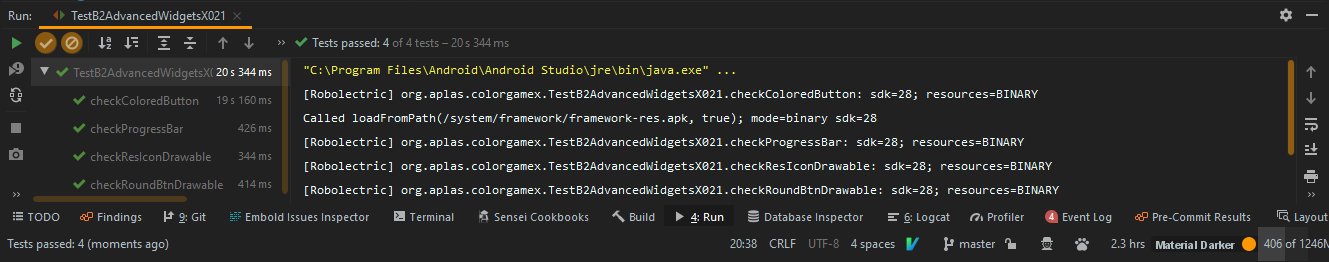 Run: TestB2AdvancedWidgetsX021
Tests passed: 4 of 4 tests – 20 s 344 ms
TestB2AdvancedWidgetsX0 20 s 344 ms
checkColoredButton 19 s 160 ms
checkProgressBar 426 ms
checkResIconDrawable 344 ms
checkRoundBtnDrawable 414 ms
"C:\Program Files\Android\Android Studio\jre\bin\java.exe" ...
[Robolectric] org.aplas.colorgamex.TestB2AdvancedWidgetsX021.checkColoredButton: sdk=28; resources=BINARY
Called loadFromPath(/system/framework/framework-res.apk, true); mode=binary sdk=28
[Robolectric] org.aplas.colorgamex.TestB2AdvancedWidgetsX021.checkProgressBar: sdk=28; resources=BINARY
[Robolectric] org.aplas.colorgamex.TestB2AdvancedWidgetsX021.checkResIconDrawable: sdk=28; resources=BINARY
[Robolectric] org.aplas.colorgamex.TestB2AdvancedWidgetsX021.checkRoundBtnDrawable: sdk=28; resources=BINARY
TODO Findings 9: Git Embold Issues Inspector Terminal Sensei Cookbooks Build 4: Run Database Inspector 6: Logcat Profiler 4 Event Log Pre-Commit Results Layout
Tests passed: 4 (moments ago) 20:38 CRLF UTF-8 4 spaces master 2.3 hrs Material Darker 406 of 1246M